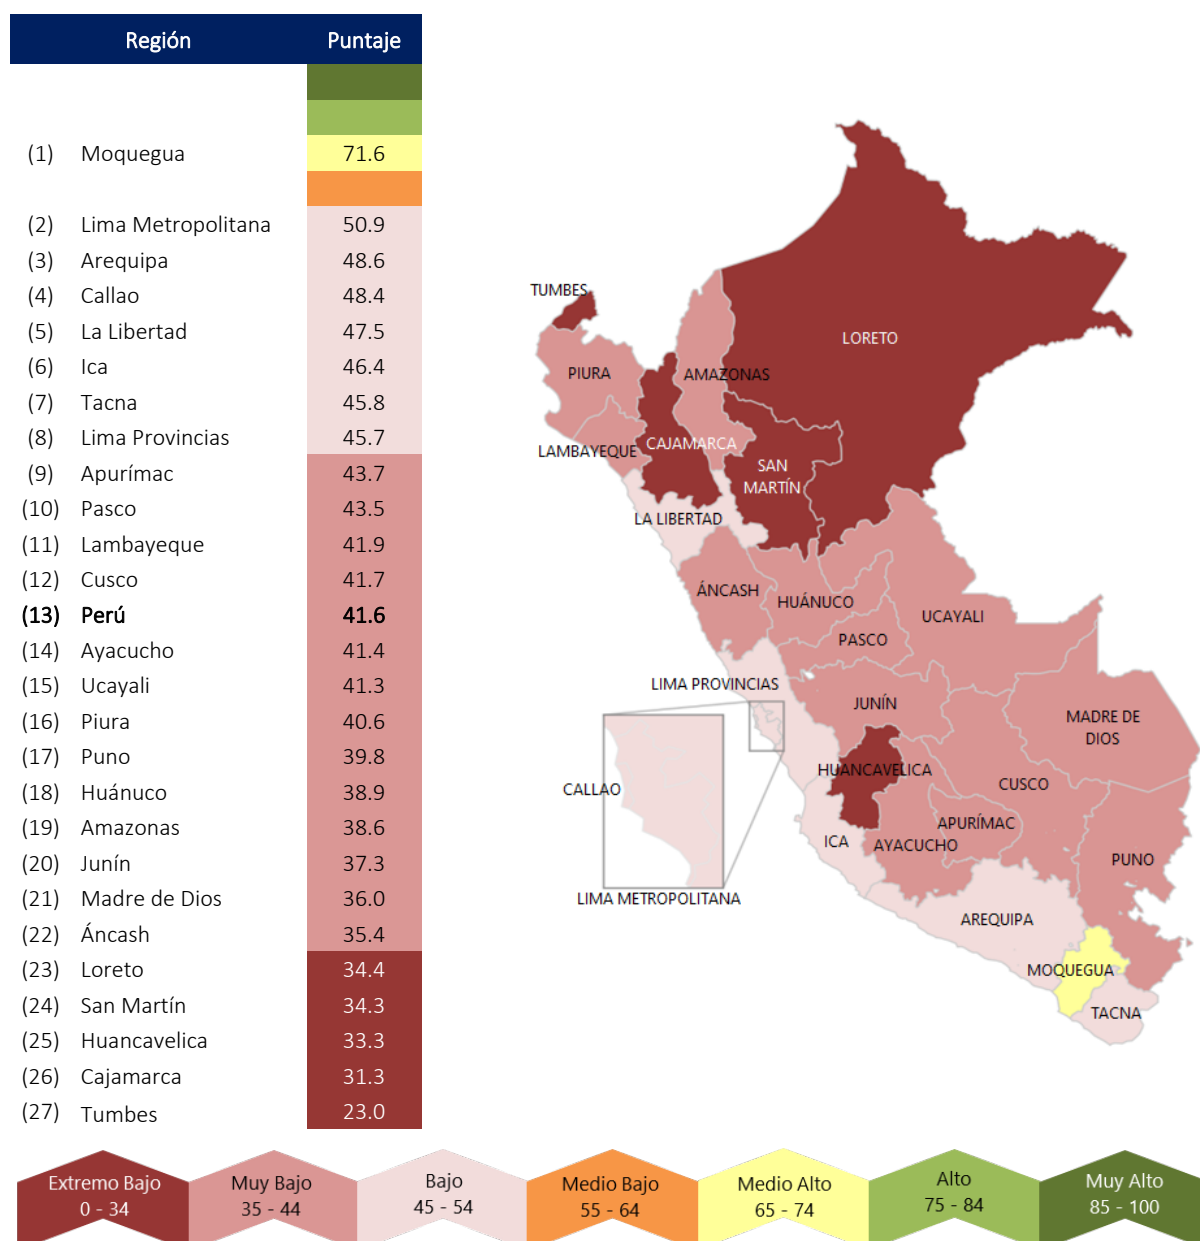 Región Puntaje
(1) Moquegua 71.6
(2) Lima Metropolitana 50.9
(3) Arequipa 48.6
(4) Callao 48.4
(5) La Libertad 47.5
(6) Ica 46.4
(7) Tacna 45.8
(8) Lima Provincias 45.7
(9) Apurímac 43.7
(10) Pasco 43.5
(11) Lambayeque 41.9
(12) Cusco 41.7
(13) Perú 41.6
(14) Ayacucho 41.4
(15) Ucayali 41.3
(16) Piura 40.6
(17) Puno 39.8
(18) Huánuco 38.9
(19) Amazonas 38.6
(20) Junín 37.3
(21) Madre de Dios 36.0
(22) Áncash 35.4
(23) Loreto 34.4
(24) San Martín 34.3
(25) Huancavelica 33.3
(26) Cajamarca 31.3
(27) Tumbes 23.0
TUMBES
LORETO
PIURA
AMAZONAS
LAMBAYEQUE
CAJAMARCA
SAN
MARTÍN
LA LIBERTAD
ÁNCASH
HUÁNUCO
UCAYALI
PASCO
LIMA PROVINCIAS
JUNÍN
MADRE DE
DIOS
HUANCAVELICA
CUSCO
CALLAO
APURÍMAC
ICA
AYACUCHO
PUNO
LIMA METROPOLITANA
AREQUIPA
MOQUEGUA
TACNA
Extremo Bajo
0 - 34
Muy Bajo
35 - 44
Bajo
45 - 54
Medio Bajo
55 - 64
Medio Alto
65 - 74
Alto
75 - 84
Muy Alto
85 - 100